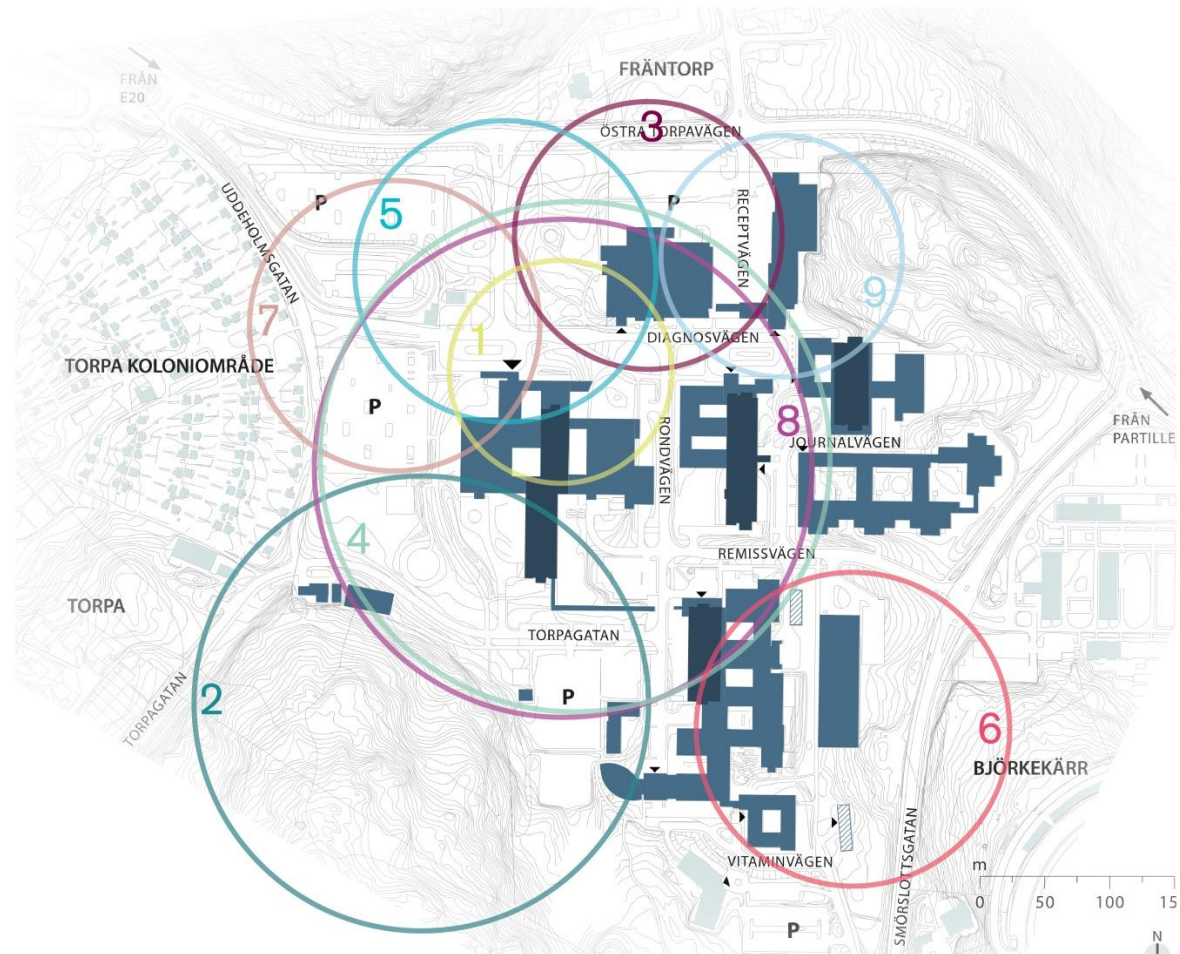 FRÄNTORP
FRÅN
E20
3
ÖSTRA TORPAVÄGEN
P
P
5
UDDEHOLMSGATAN
RECEPTVÄGEN
9
7
1
DIAGNOSVÄGEN
TORPA KOLONIOMRÅDE
P
8
JOURNALVÄGEN
FRÅN
PARTILLE
RONDVÄGEN
4
REMISSVÄGEN
TORPA
TORPAGATAN
2
TORPAGATAN
P
6
BJÖRKEKÄRR
VITAMINVÄGEN
SMÖRSLOTTSGATAN
m
0 50 100 15
P
N